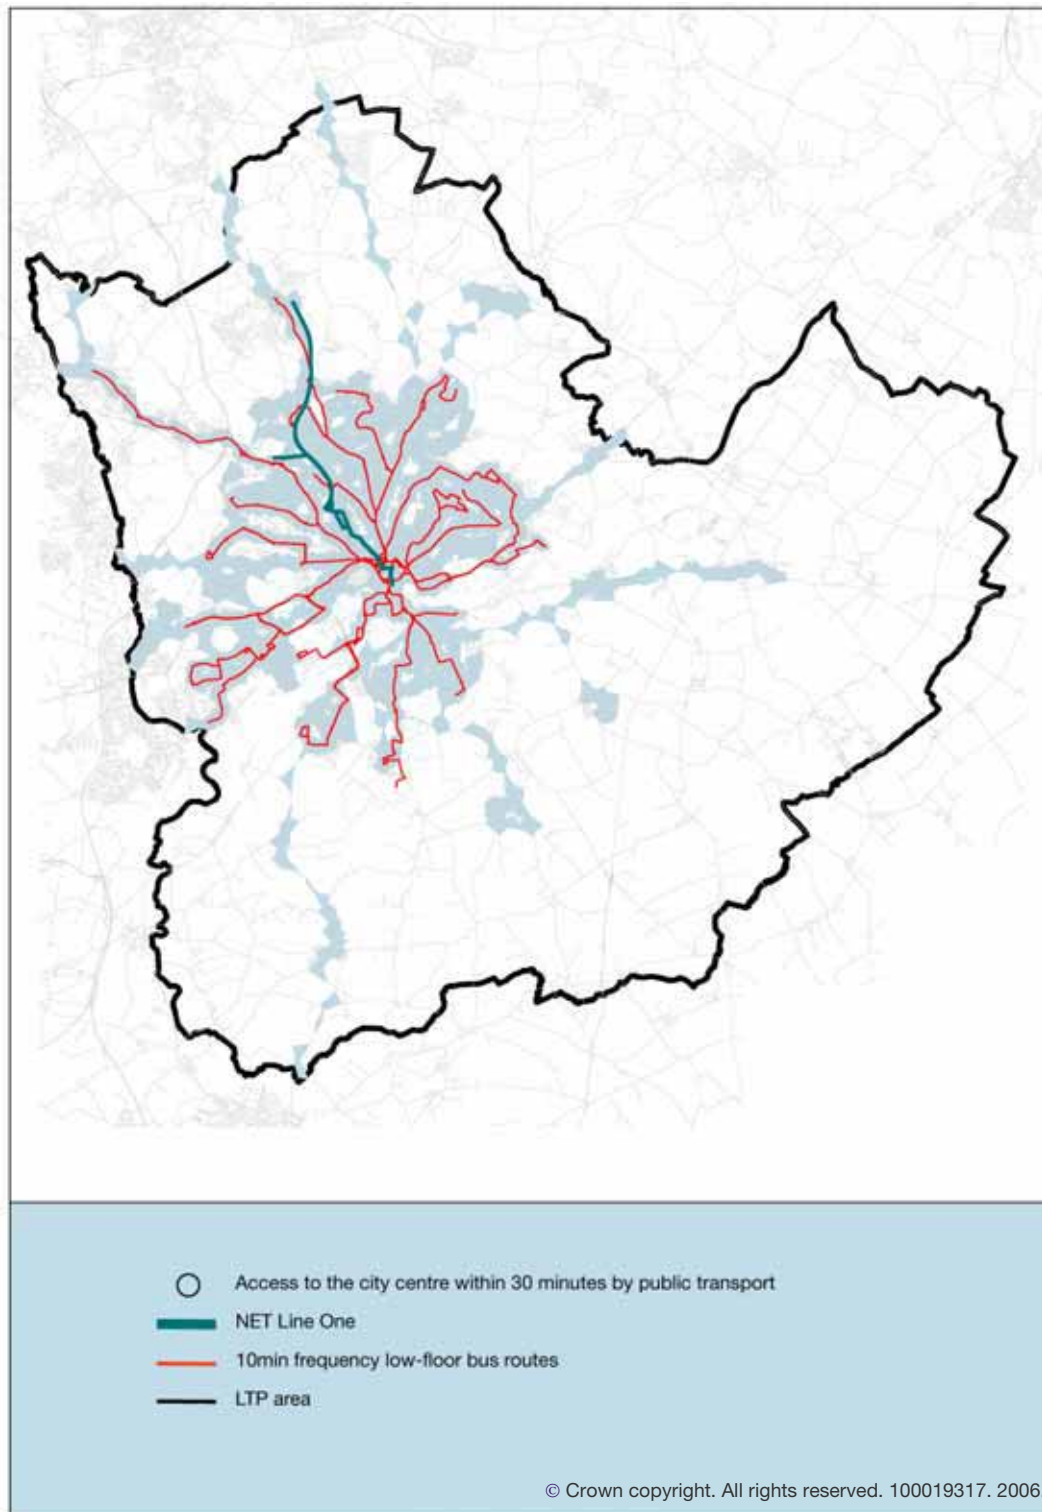 Access to the city centre within 30 minutes by public transport
NET Line One
10min frequency low-floor bus routes
LTP area
© Crown copyright. All rights reserved. 100019317. 2006